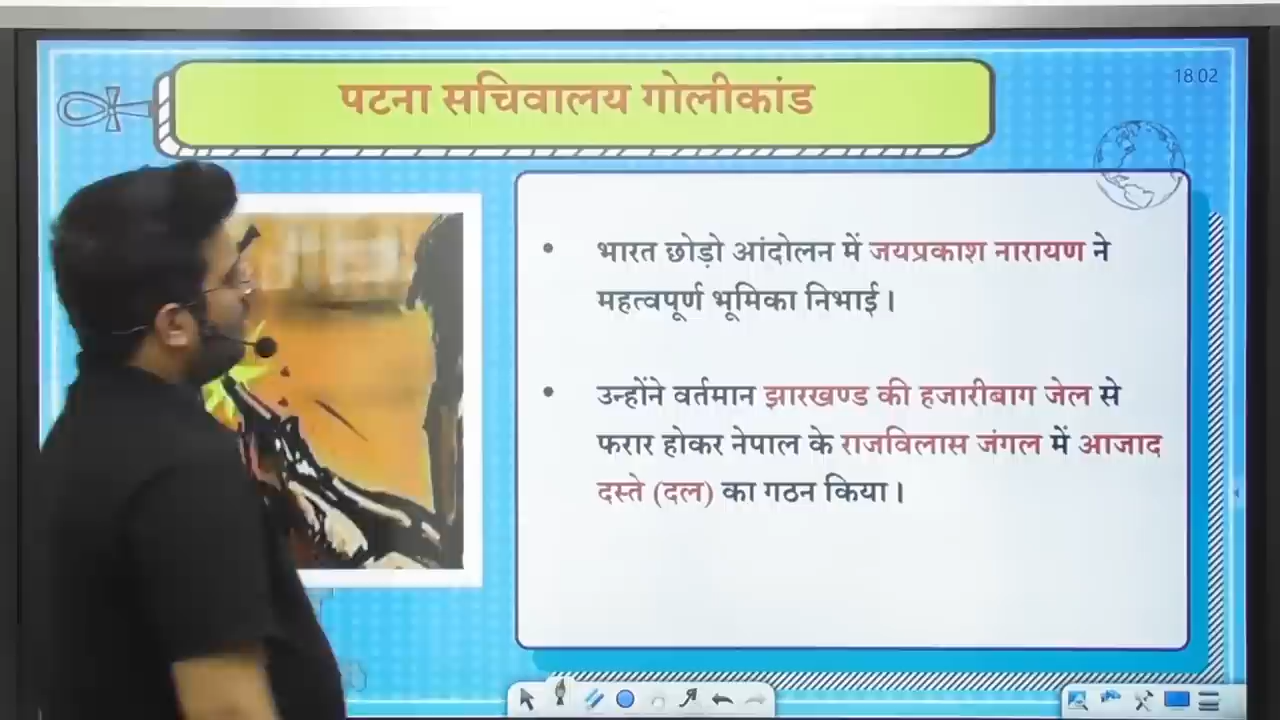 पटना सचिवालय गोलीकांड
18 02
• भारत छोड़ो आंदोलन में जयप्रकाश नारायण ने
महत्वपूर्ण भूमिका निभाई ।
• उन्होंने वर्तमान झारखण्ड की हजारीबाग जेल से
फरार होकर नेपाल के राजविलास जंगल में आजाद
दस्ते (दल) का गठन किया ।